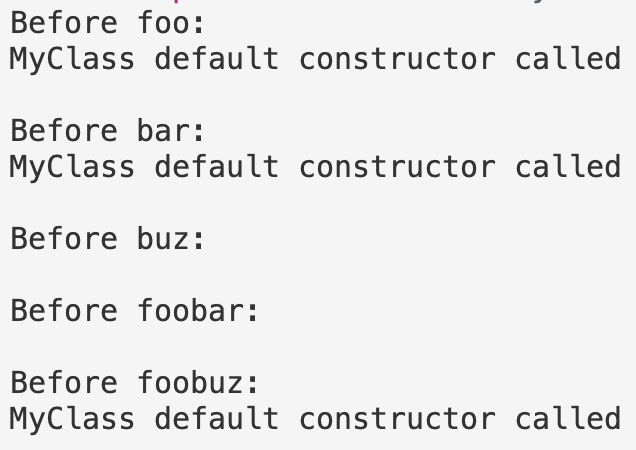 Before foo:
MyClass default constructor called
Before bar:
MyClass default constructor called
Before buz:
Before foobar:
Before foobuz:
MyClass default constructor called